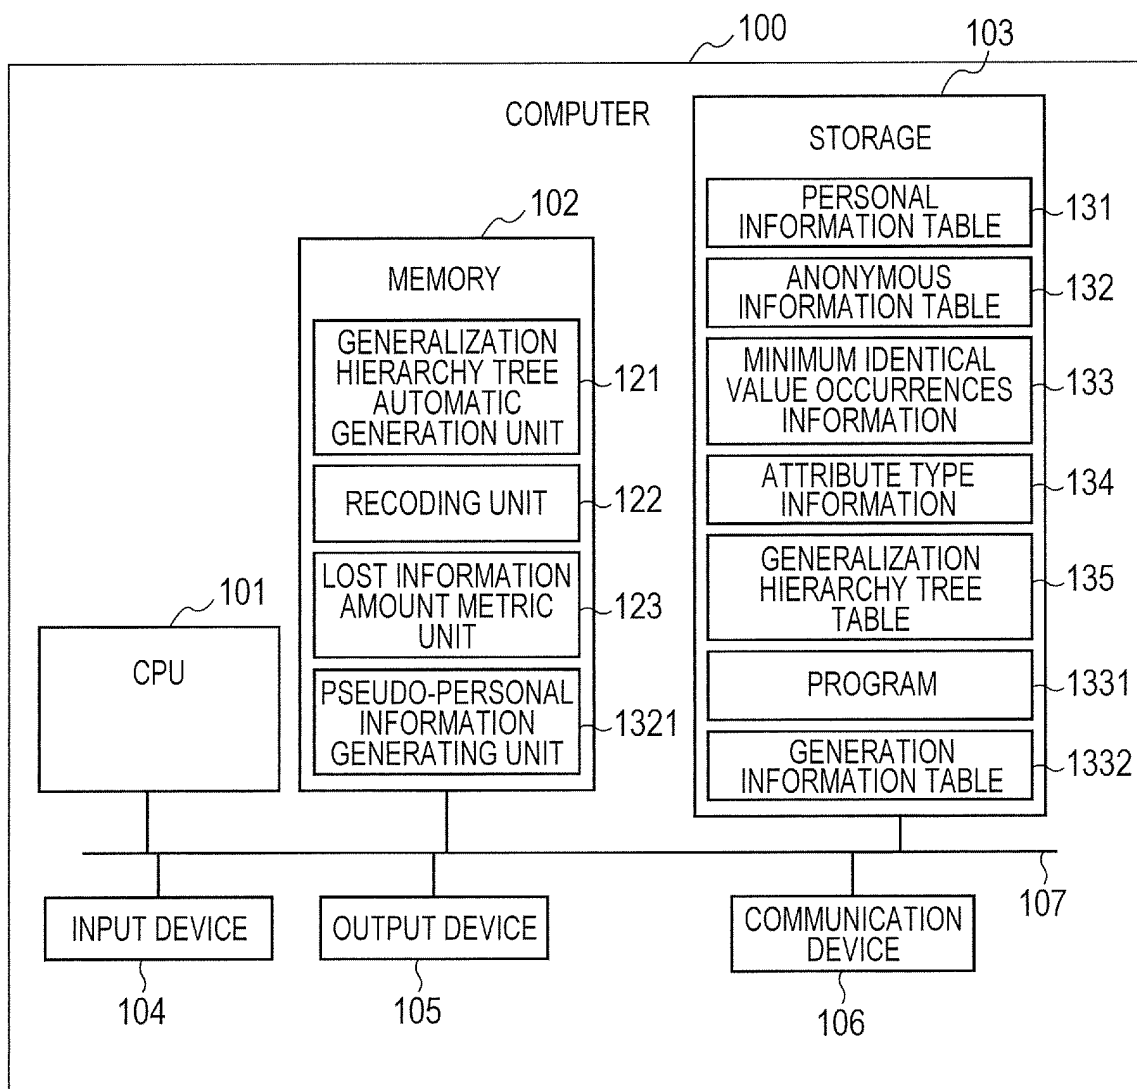 100
COMPUTER
103
STORAGE
PERSONAL
INFORMATION TABLE
131
ANONYMOUS
INFORMATION TABLE
132
MINIMUM IDENTICAL
VALUE OCCURRENCES
INFORMATION
133
ATTRIBUTE TYPE
INFORMATION
134
GENERALIZATION
HIERARCHY TREE
TABLE
135
PROGRAM
1331
GENERATION
INFORMATION TABLE
1332
102
MEMORY
GENERALIZATION
HIERARCHY TREE
AUTOMATIC
GENERATION UNIT
121
RECODING UNIT
122
LOST INFORMATION
AMOUNT METRIC
UNIT
123
PSEUDO-PERSONAL
INFORMATION
GENERATING UNIT
1321
101
CPU
107
INPUT DEVICE
104
OUTPUT DEVICE
105
COMMUNICATION
DEVICE
106